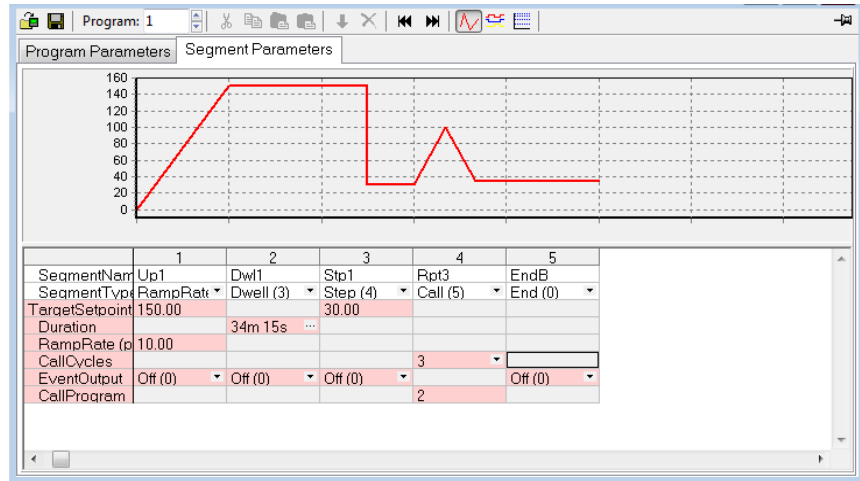 Program: 1
Program Parameters Segment Parameters
160
140
120
100
80
60
40
20
0
1 2 3 4 5
SegmentNam Up1 Dwl1 Stp1 Rpt3 EndB
SegmentType RampRate Dwell (3) Step (4) Call (5) End (0)
TargetSetpoint 150.00 30.00
Duration 34m 15s ...
RampRate (p 10.00
CallCycles 3
EventOutput Off (0) Off (0) Off (0) Off (0)
CallProgram 2